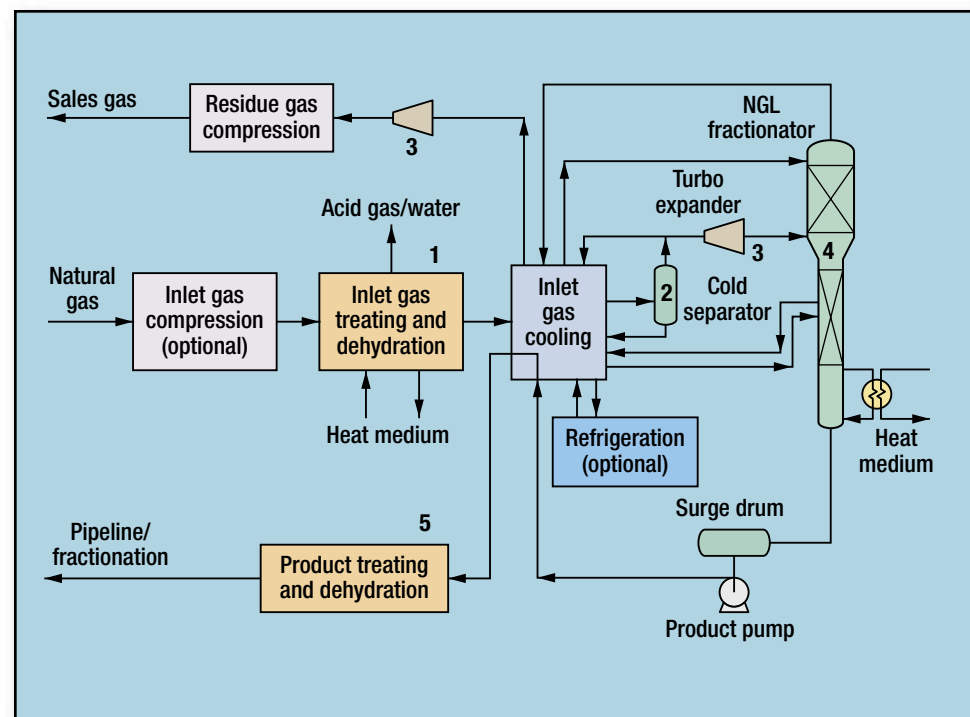 Sales gas
Residue gas
compression
3
NGL
fractionator
Acid gas/water
Turbo
expander
1
3
4
Natural
gas
Inlet gas
compression
(optional)
Inlet gas
treating and
dehydration
Inlet
gas
cooling
2
Cold
separator
Heat medium
Refrigeration
(optional)
Heat
medium
Surge drum
5
Pipeline/
fractionation
Product treating
and dehydration
Product pump